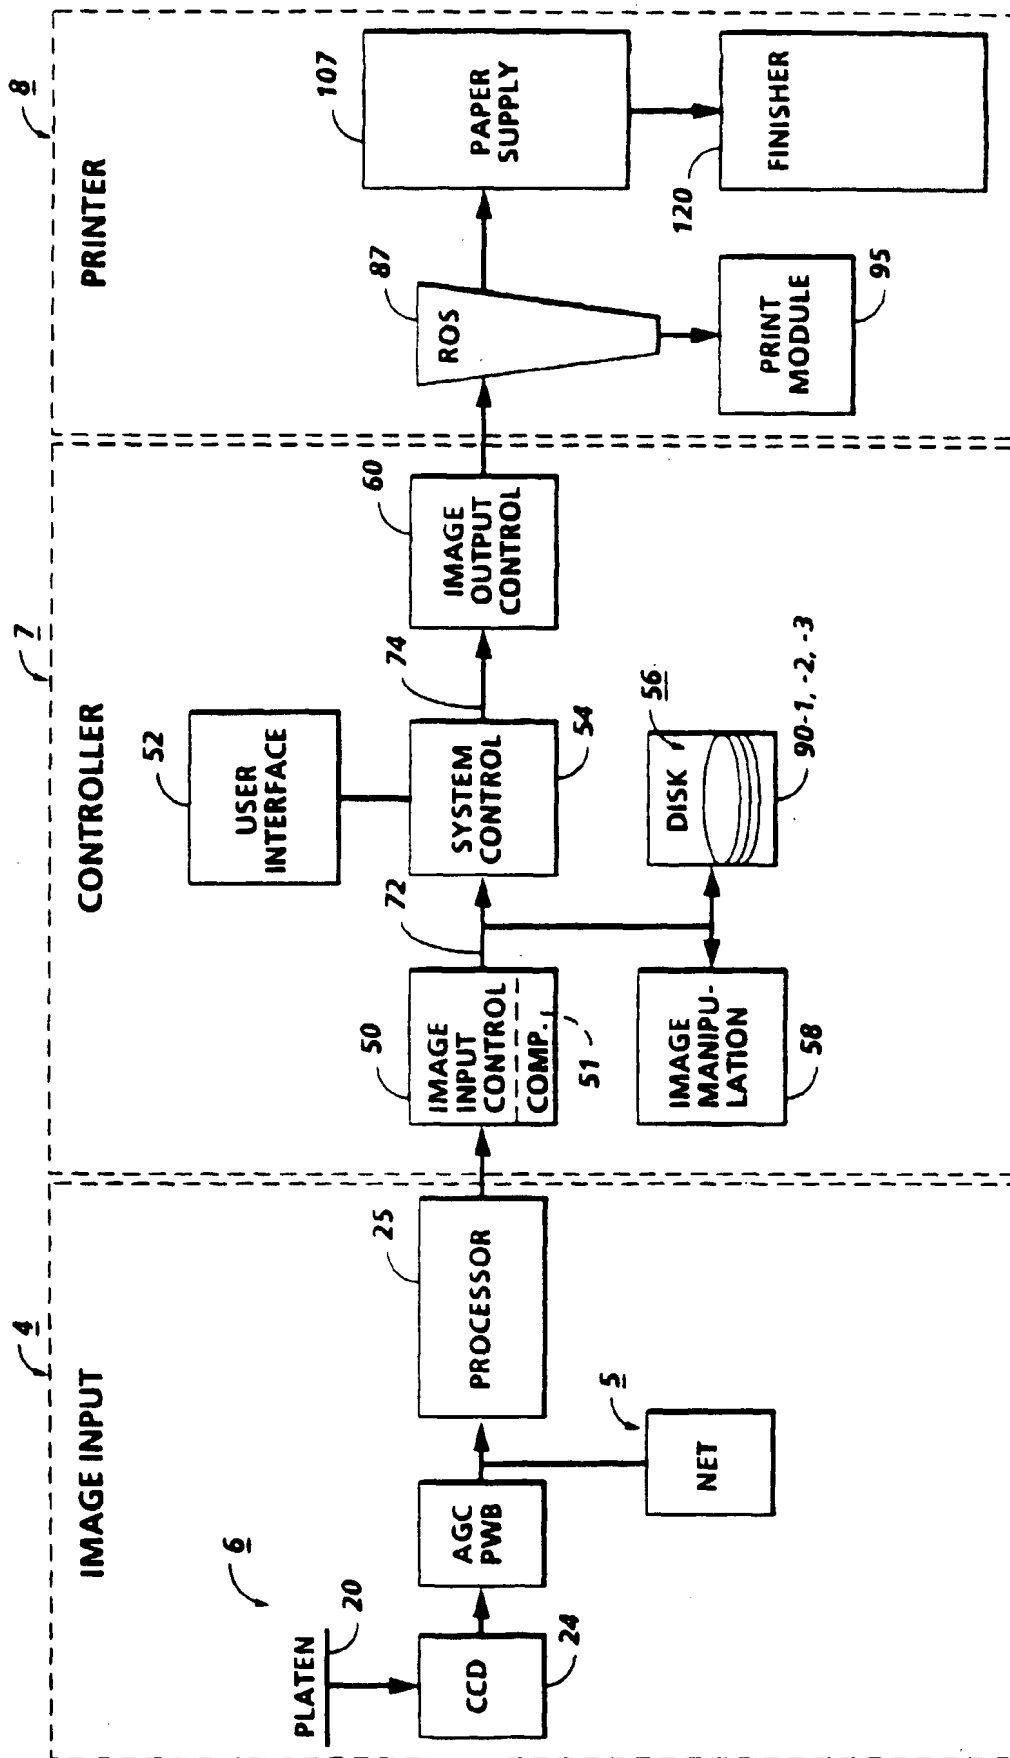 IMAGE INPUT
4
6
PLATEN
20
CCD
24
AGC
PWB
5
NET
PROCESSOR
25
CONTROLLER
7
50
IMAGE
INPUT
CONTROL
COMP.
51
72
52
USER
INTERFACE
SYSTEM
CONTROL
54
74
IMAGE
MANIPU-
LATION
58
DISK
56
90-1, -2, -3
60
IMAGE
OUTPUT
CONTROL
PRINTER
8
87
ROS
PRINT
MODULE
95
107
PAPER
SUPPLY
120
FINISHER